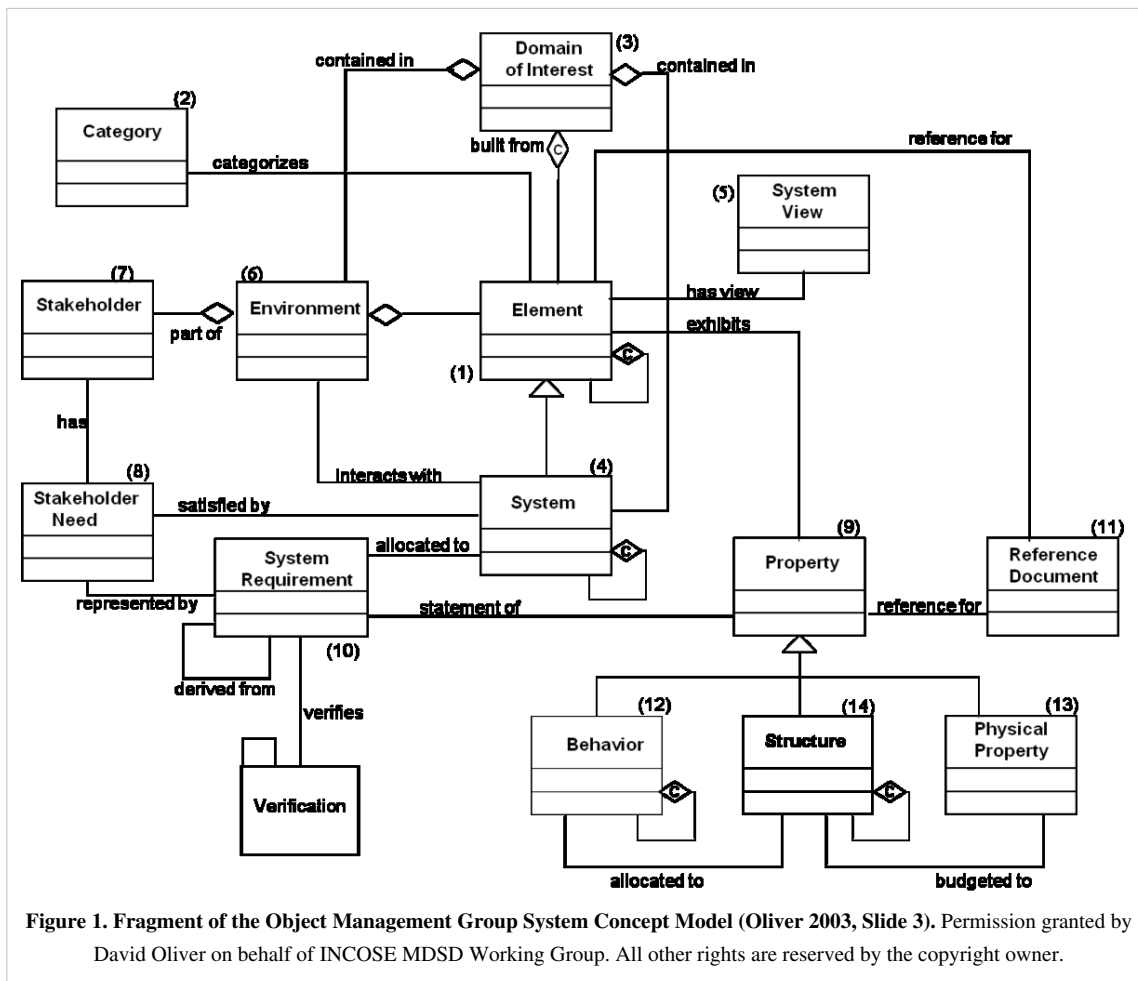 contained in
Domain
of Interest
(3)
contained in
(2)
Category
built from
C
reference for
categorizes
(5)
System
View
(7)
Stakeholder
(6)
Environment
Element
has view
part of
exhibits
C
(1)
has
(8)
Stakeholder
Need
interacts with
(4)
System
satisfied by
allocated to
C
(9)
Property
(11)
Reference
Document
System
Requirement
represented by
statement of
reference for
(10)
derived from
verifies
Verification
(12)
Behavior
C
(14)
Structure
C
(13)
Physical
Property
allocated to
budgeted to
Figure 1. Fragment of the Object Management Group System Concept Model (Oliver 2003, Slide 3). Permission granted by
David Oliver on behalf of INCOSE MDSD Working Group. All other rights are reserved by the copyright owner.